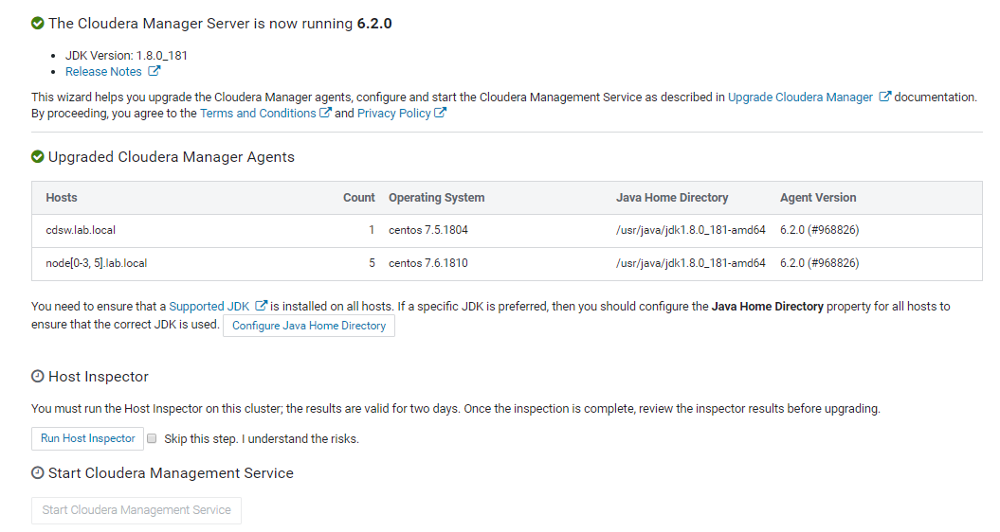 The Cloudera Manager Server is now running 6.2.0
JDK Version: 1.8.0_181
Release Notes
This wizard helps you upgrade the Cloudera Manager agents, configure and start the Cloudera Management Service as described in Upgrade Cloudera Manager documentation.
By proceeding, you agree to the Terms and Conditions and Privacy Policy
Upgraded Cloudera Manager Agents
Hosts Count Operating System Java Home Directory Agent Version
cdsw.lab.local 1 centos 7.5.1804 /usr/java/jdk1.8.0_181-amd64 6.2.0 (#968826)
node[0-3, 5].lab.local 5 centos 7.6.1810 /usr/java/jdk1.8.0_181-amd64 6.2.0 (#968826)
You need to ensure that a Supported JDK is installed on all hosts. If a specific JDK is preferred, then you should configure the Java Home Directory property for all hosts to
ensure that the correct JDK is used. Configure Java Home Directory
Host Inspector
You must run the Host Inspector on this cluster; the results are valid for two days. Once the inspection is complete, review the inspector results before upgrading.
Run Host Inspector Skip this step. I understand the risks.
Start Cloudera Management Service
Start Cloudera Management Service